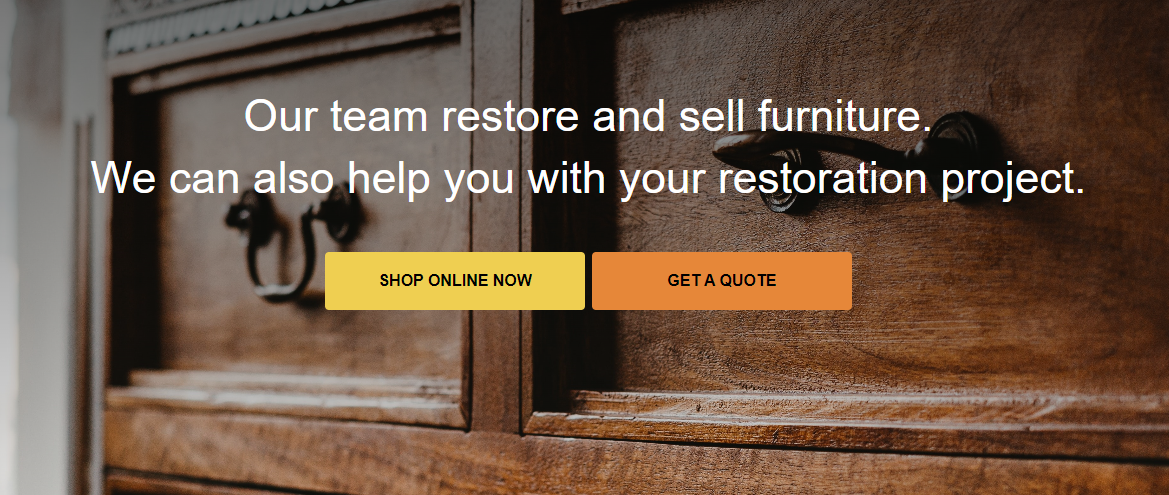 Our team restore and sell furniture.
We can also help you with your restoration project.
SHOP ONLINE NOW
GET A QUOTE